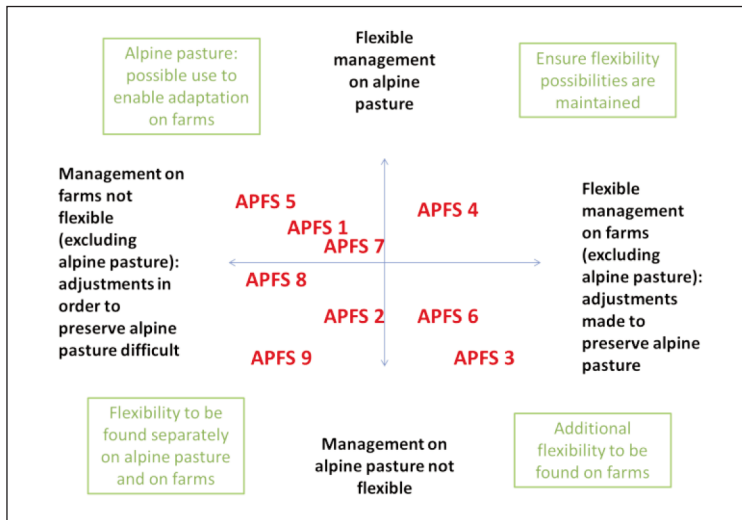 Alpine pasture:
possible use to
enable adaptation
on farms
Flexible
management
on alpine
pasture
Ensure flexibility
possibilities are
maintained
Management on
farms not
flexible
(excluding
alpine pasture):
adjustments in
order to
preserve alpine
pasture difficult
APFS 5
APFS 1
APFS 7
APFS 4
APFS 8
APFS 2
APFS 6
APFS 9
APFS 3
Flexible
management
on farms
(excluding
alpine pasture):
adjustments
made to
preserve alpine
pasture
Flexibility to be
found separately
on alpine pasture
and on farms
Management on
alpine pasture not
flexible
Additional
flexibility to be
found on farms